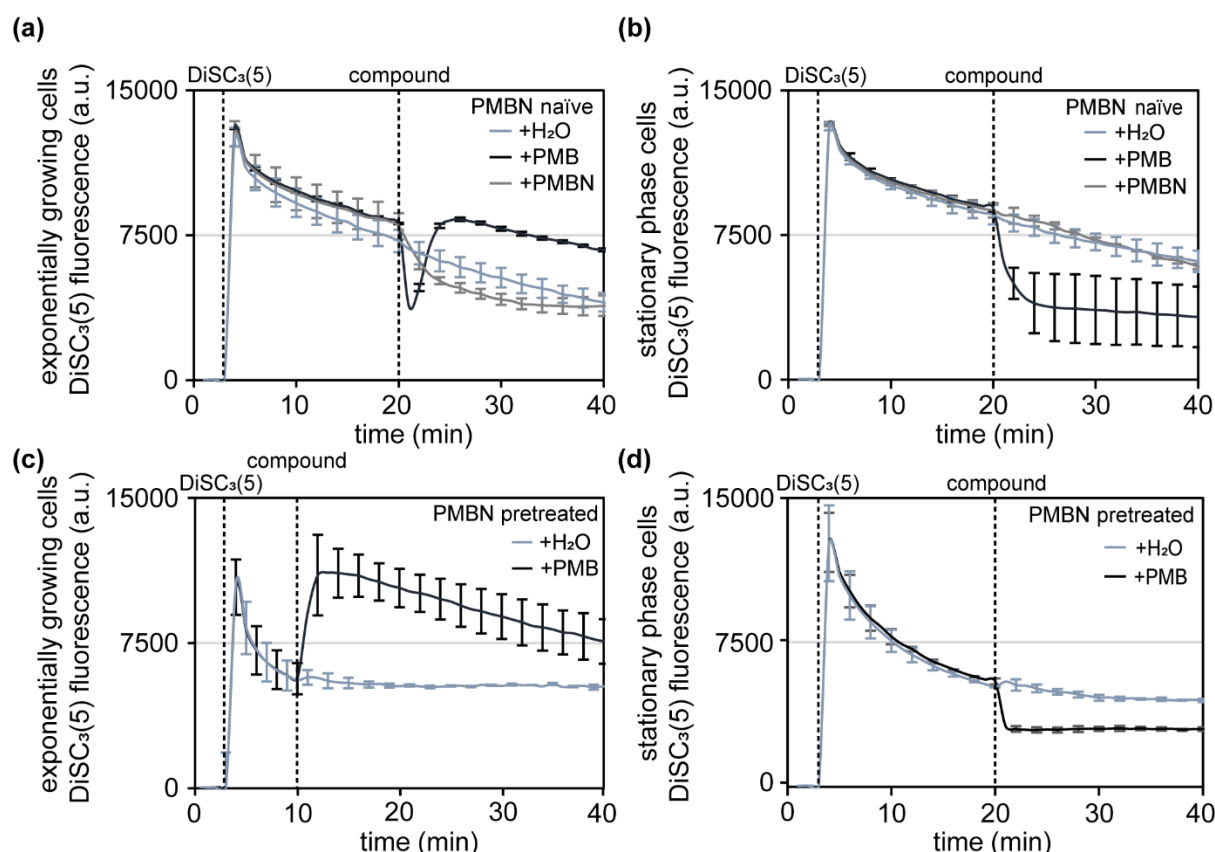 (a)
DiSC₃(5)
compound
exponentially growing cells
DiSC₃(5) fluorescence (a.u.)
15000
7500
0
PMBN naïve
+H₂O
+PMB
+PMBN
0 10 20 30 40
time (min)
(b)
DiSC₃(5)
compound
stationary phase cells
DiSC₃(5) fluorescence (a.u.)
15000
7500
0
PMBN naïve
+H₂O
+PMB
+PMBN
0 10 20 30 40
time (min)
(c)
compound
DiSC₃(5)
exponentially growing cells
DiSC₃(5) fluorescence (a.u.)
15000
7500
0
PMBN pretreated
+H₂O
+PMB
0 10 20 30 40
time (min)
(d)
DiSC₃(5)
compound
stationary phase cells
DiSC₃(5) fluorescence (a.u.)
15000
7500
0
PMBN pretreated
+H₂O
+PMB
0 10 20 30 40
time (min)